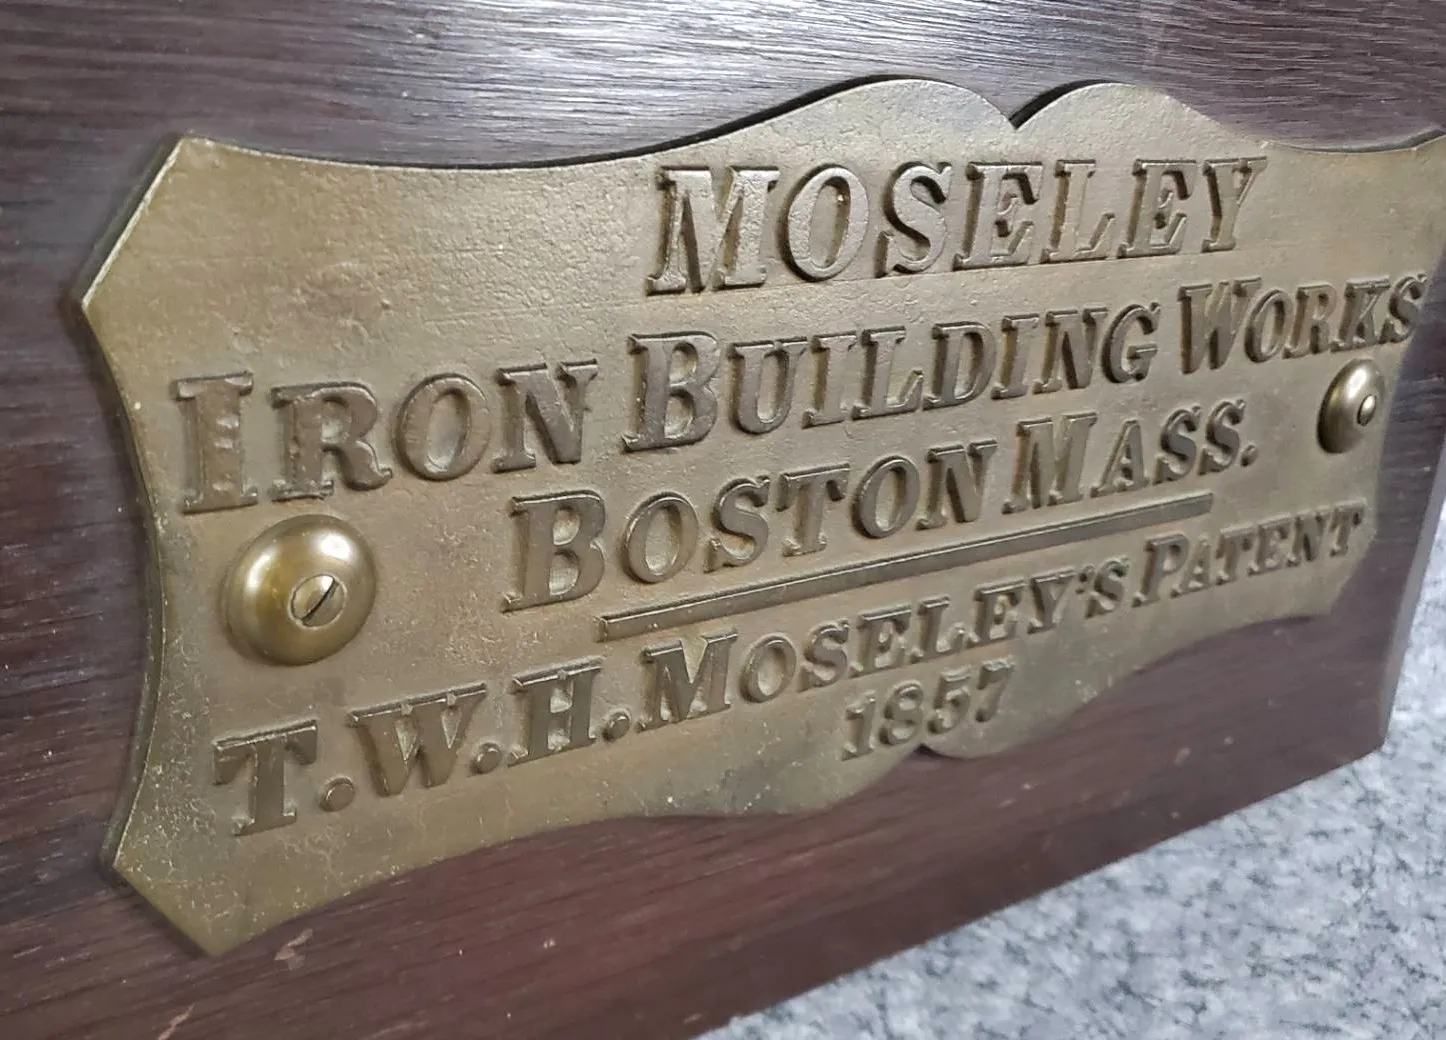 MOSELEY
IRON BUILDING WORKS
BOSTON MASS.
T.W.H. MOSELEY'S PATENT
1857